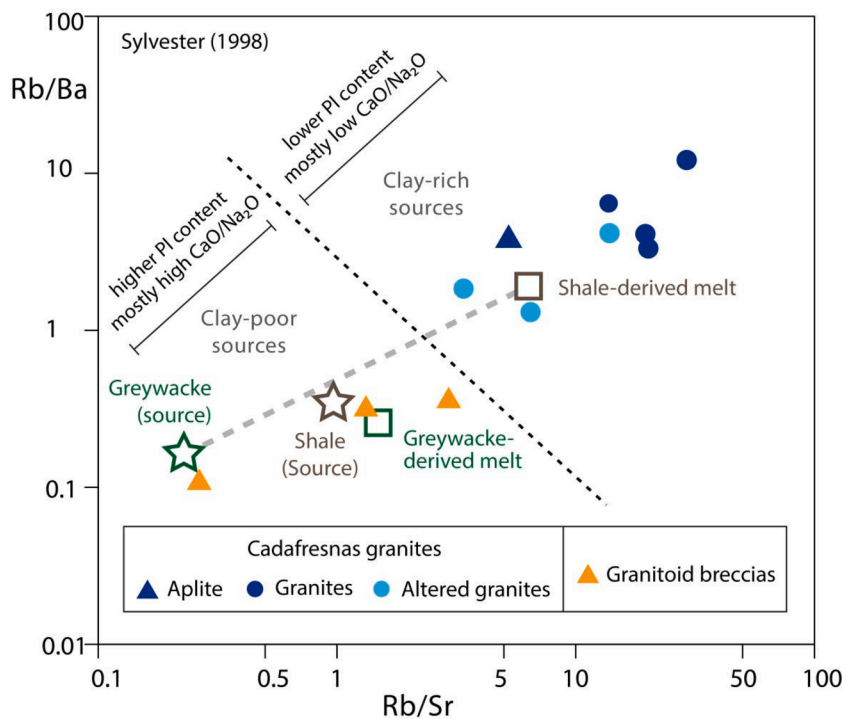 100
Sylvester (1998)
Rb/Ba
lower Pl content
mostly low CaO/Na₂O
10
Clay-rich
sources
higher Pl content
mostly high CaO/Na₂O
Shale-derived melt
1
Clay-poor
sources
Greywacke
(source)
Shale
(Source)
Greywacke-
derived melt
0.1
Cadafresnas granites
Aplite
Granites
Altered granites
Granitoid breccias
0.01
0.1
0.5
1
5
10
50
100
Rb/Sr